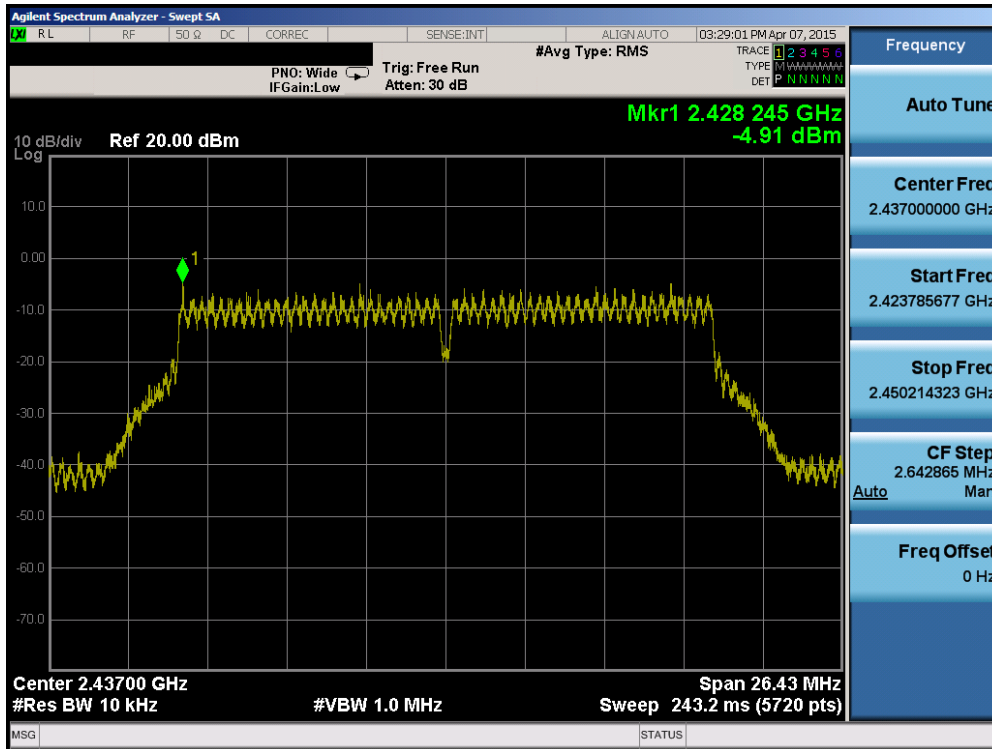 Agilent Spectrum Analyzer - Swept SA
LXI RL RF 50 Ω DC CORREC SENSE:INT ALIGN AUTO 03:29:01 PM Apr 07, 2015
#Avg Type: RMS TRACE 1 2 3 4 5 6
PNO: Wide Trig: Free Run TYPE M WWWWW
IFGain:Low Atten: 30 dB DET P N N N N N
Mkr1 2.428 245 GHz
-4.91 dBm
10 dB/div Ref 20.00 dBm
Log
10.0
0.00
1
-10.0
-20.0
-30.0
-40.0
-50.0
-60.0
-70.0
Center 2.43700 GHz Span 26.43 MHz
#Res BW 10 kHz #VBW 1.0 MHz Sweep 243.2 ms (5720 pts)
MSG STATUS
Frequency
Auto Tune
Center Freq
2.437000000 GHz
Start Freq
2.423785677 GHz
Stop Freq
2.450214323 GHz
CF Step
2.642865 MHz
Auto Man
Freq Offset
0 Hz